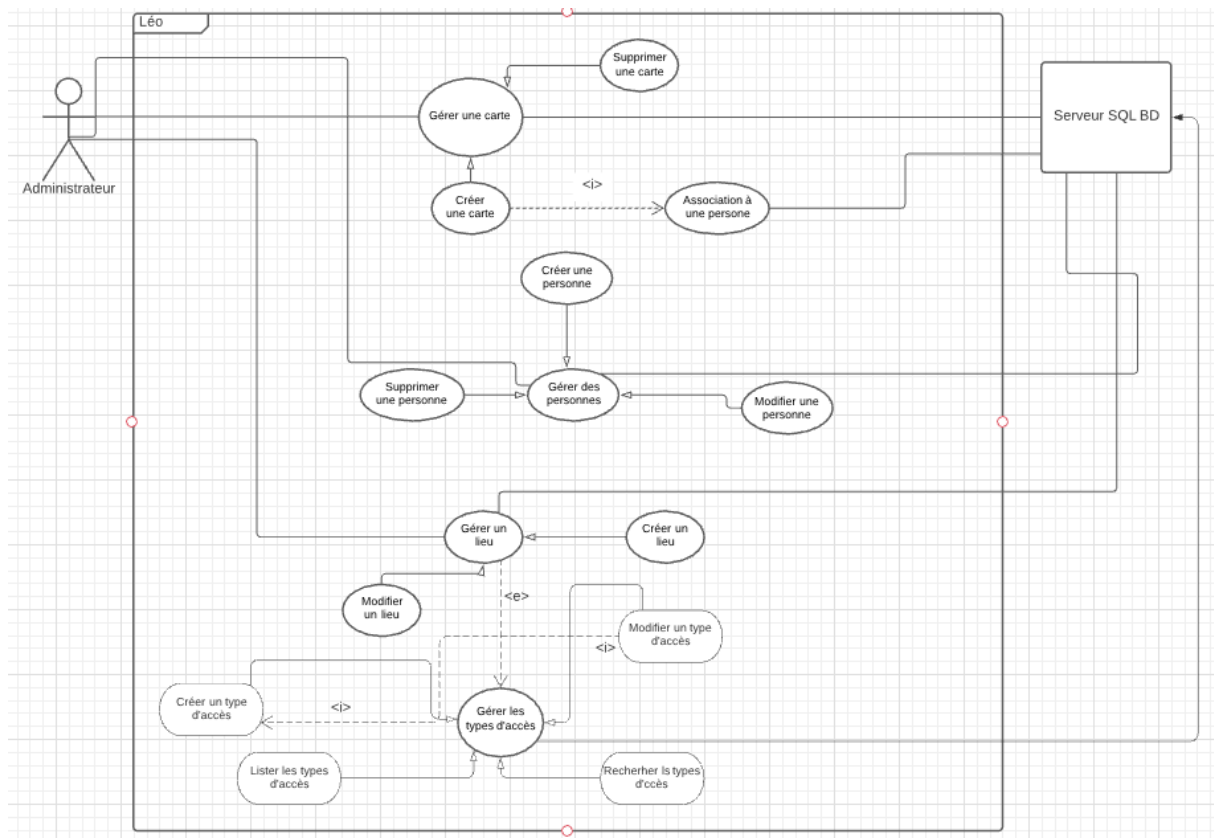 Léo
Supprimer
une carte
Gérer une carte
Serveur SQL BD
Administrateur
<i>
Créer
une carte
Association à
une persone
Créer une
personne
Supprimer
une personne
Gérer des
personnes
Modifier une
personne
Gérer un
lieu
Créer un
lieu
<e>
Modifier
un lieu
Modifier un type
d'accès
<i>
Créer un type
d'accès
<i>
Gérer les
types d'accès
Lister les types
d'accès
Recherher ls types
d'ccès